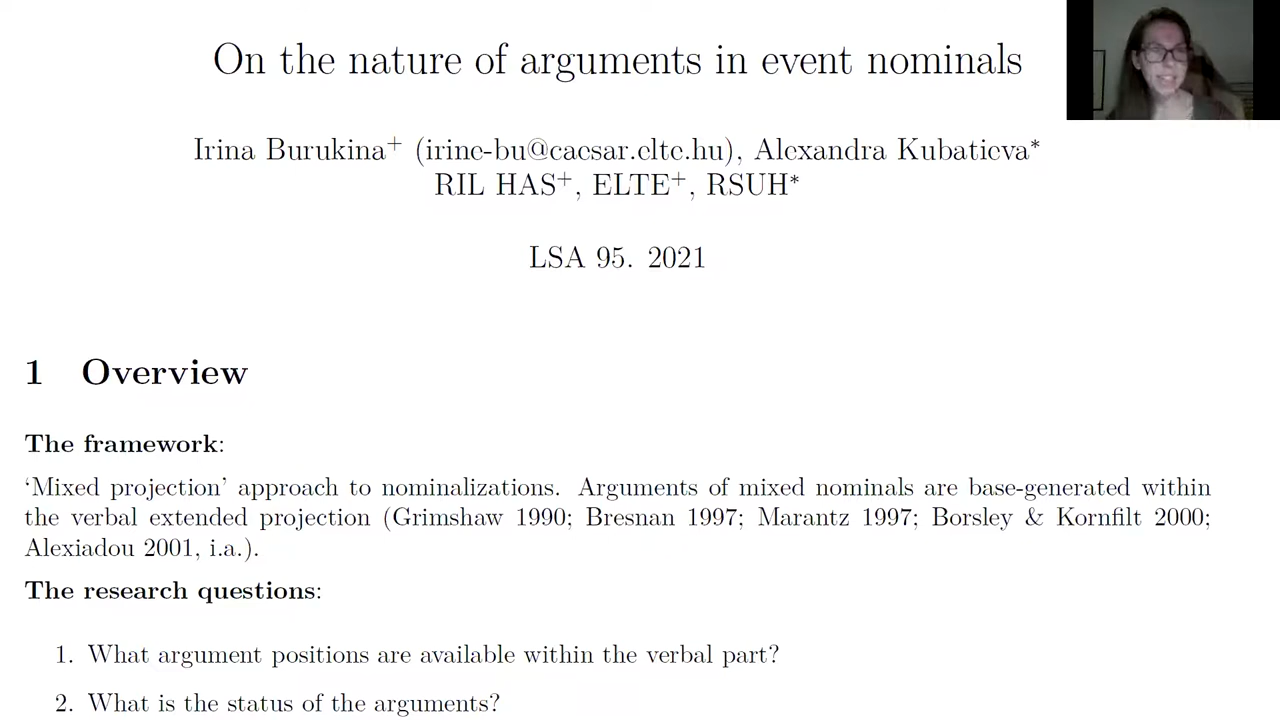 On the nature of arguments in event nominals
Irina Burukina+ (irine-bu@caesar.elte.hu), Alexandra Kubatieva*
RIL HAS+, ELTE+, RSUH*
LSA 95. 2021
1 Overview
The framework:
‘Mixed projection’ approach to nominalizations. Arguments of mixed nominals are base-generated within
the verbal extended projection (Grimshaw 1990; Bresnan 1997; Marantz 1997; Borsley & Kornfilt 2000;
Alexiadou 2001, i.a.).
The research questions:
1. What argument positions are available within the verbal part?
2. What is the status of the arguments?